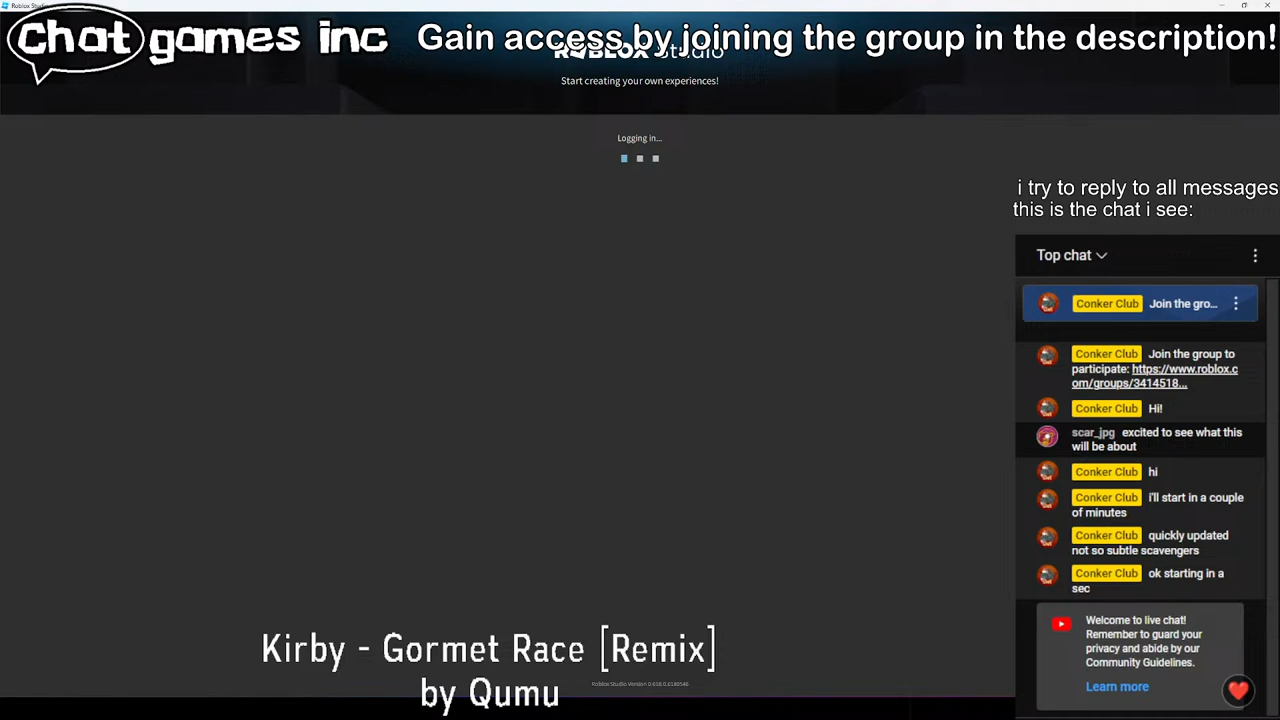 Roblox Studio
Chat games inc
Gain access by joining the group in the description!
ROBLOX Studio
Start creating your own experiences!
Logging in...
i try to reply to all messages
this is the chat i see:
Top chat
Conker Club Join the gro...
Conker Club Join the group to
participate: https://www.roblox.c
om/groups/3414518...
Conker Club Hi!
scar_jpg excited to see what this
will be about
Conker Club hi
Conker Club i'll start in a couple
of minutes
Conker Club quickly updated
not so subtle scavengers
Conker Club ok starting in a
sec
Welcome to live chat!
Remember to guard your
privacy and abide by our
Community Guidelines.
Learn more
Kirby - Gormet Race [Remix]
by Qumu